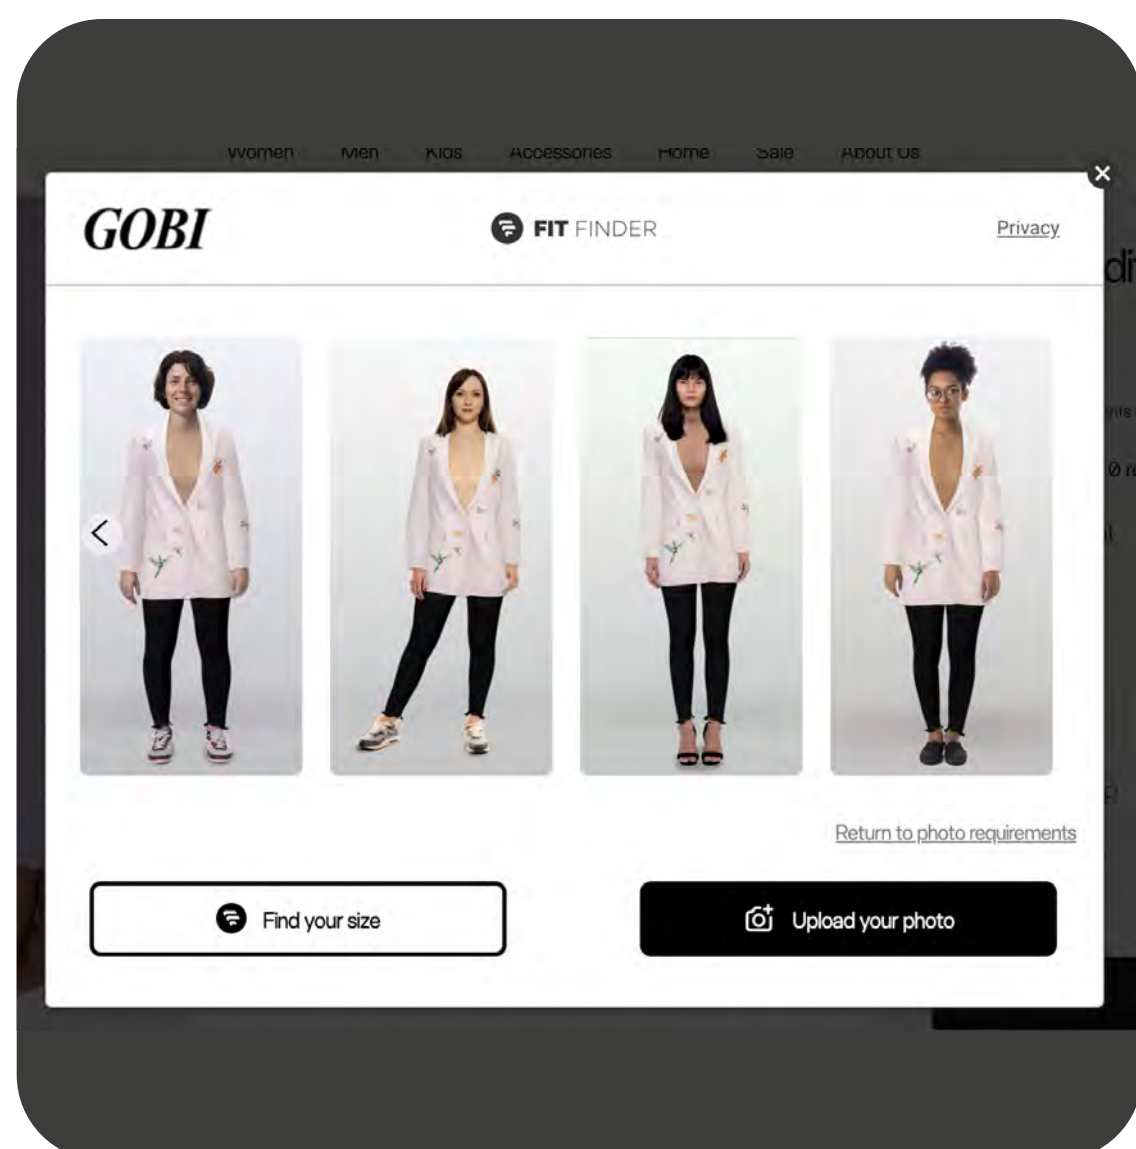 Women Men Kids Accessories Home Sale About Us
GOBI
FIT FINDER
Privacy
Return to photo requirements
Find your size
Upload your photo